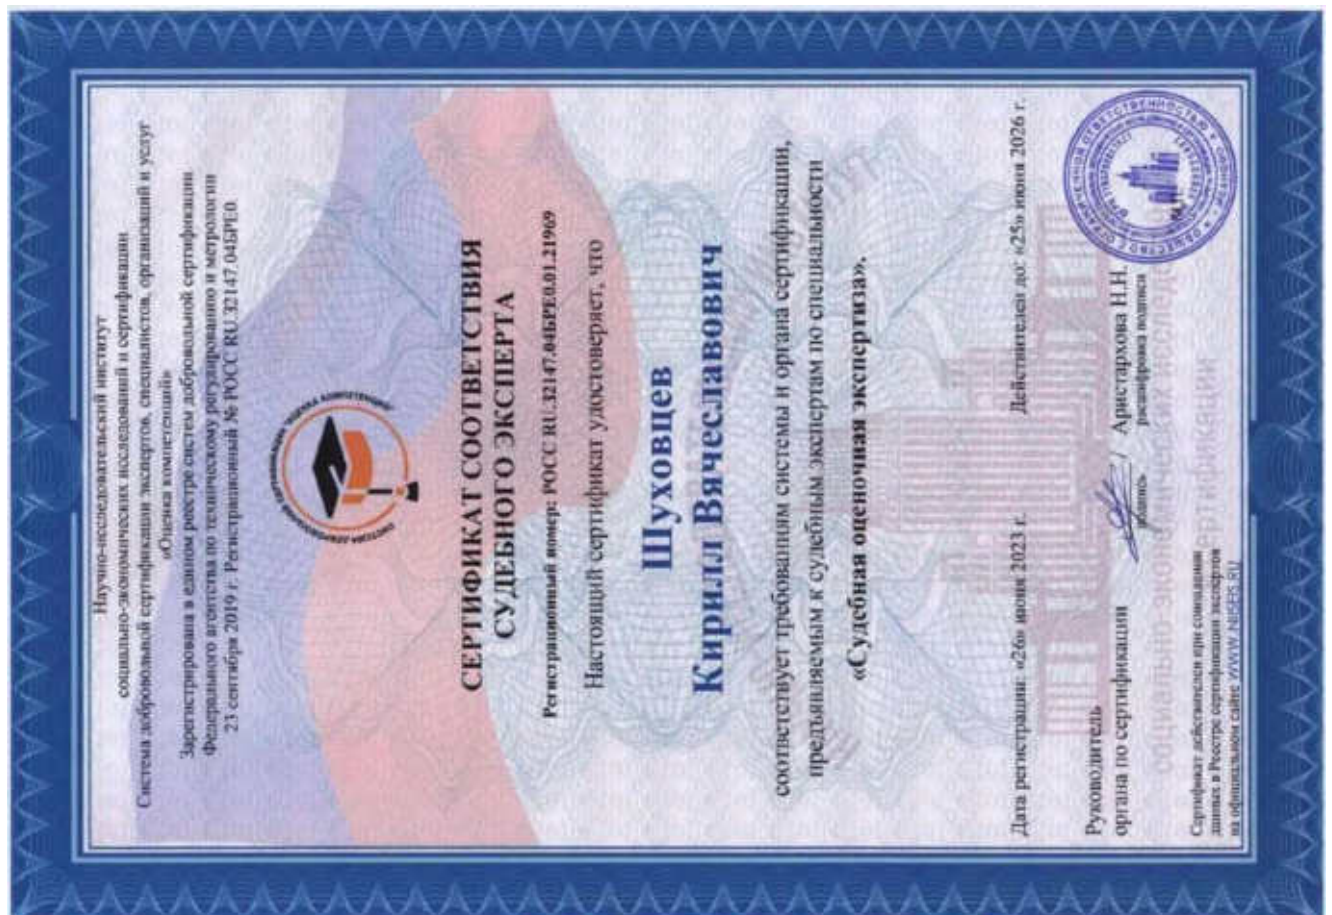 Научно-исследовательский институт
социально-экономических исследований и сертификации
Система добровольной сертификации экспертов, специалистов, организаций и услуг
«Оценка компетенций»
Зарегистрирована в едином реестре систем добровольной сертификации
Федерального агентства по техническому регулированию и метрологии
23 сентября 2019 г. Регистрационный № РОСС RU.32147.04БРЕ0
СЕРТИФИКАТ СООТВЕТСТВИЯ
СУДЕБНОГО ЭКСПЕРТА
Регистрационный номер: РОСС RU.32147.04БРЕ0.01.21969
Настоящий сертификат удостоверяет, что
Шуховцев
Кирилл Вячеславович
соответствует требованиям системы и органа сертификации,
предъявляемым к судебным экспертам по специальности
«Судебная оценочная экспертиза».
Дата регистрации: «26» июня 2023 г. Действителен до: «25» июня 2026 г.
Руководитель
органа по сертификации / Аристархова Н.Н.
подпись расшифровка подписи
Сертификат действителен при совпадении
данных в Реестре сертификации экспертов
на официальном сайте WWW.NIISEIS.RU